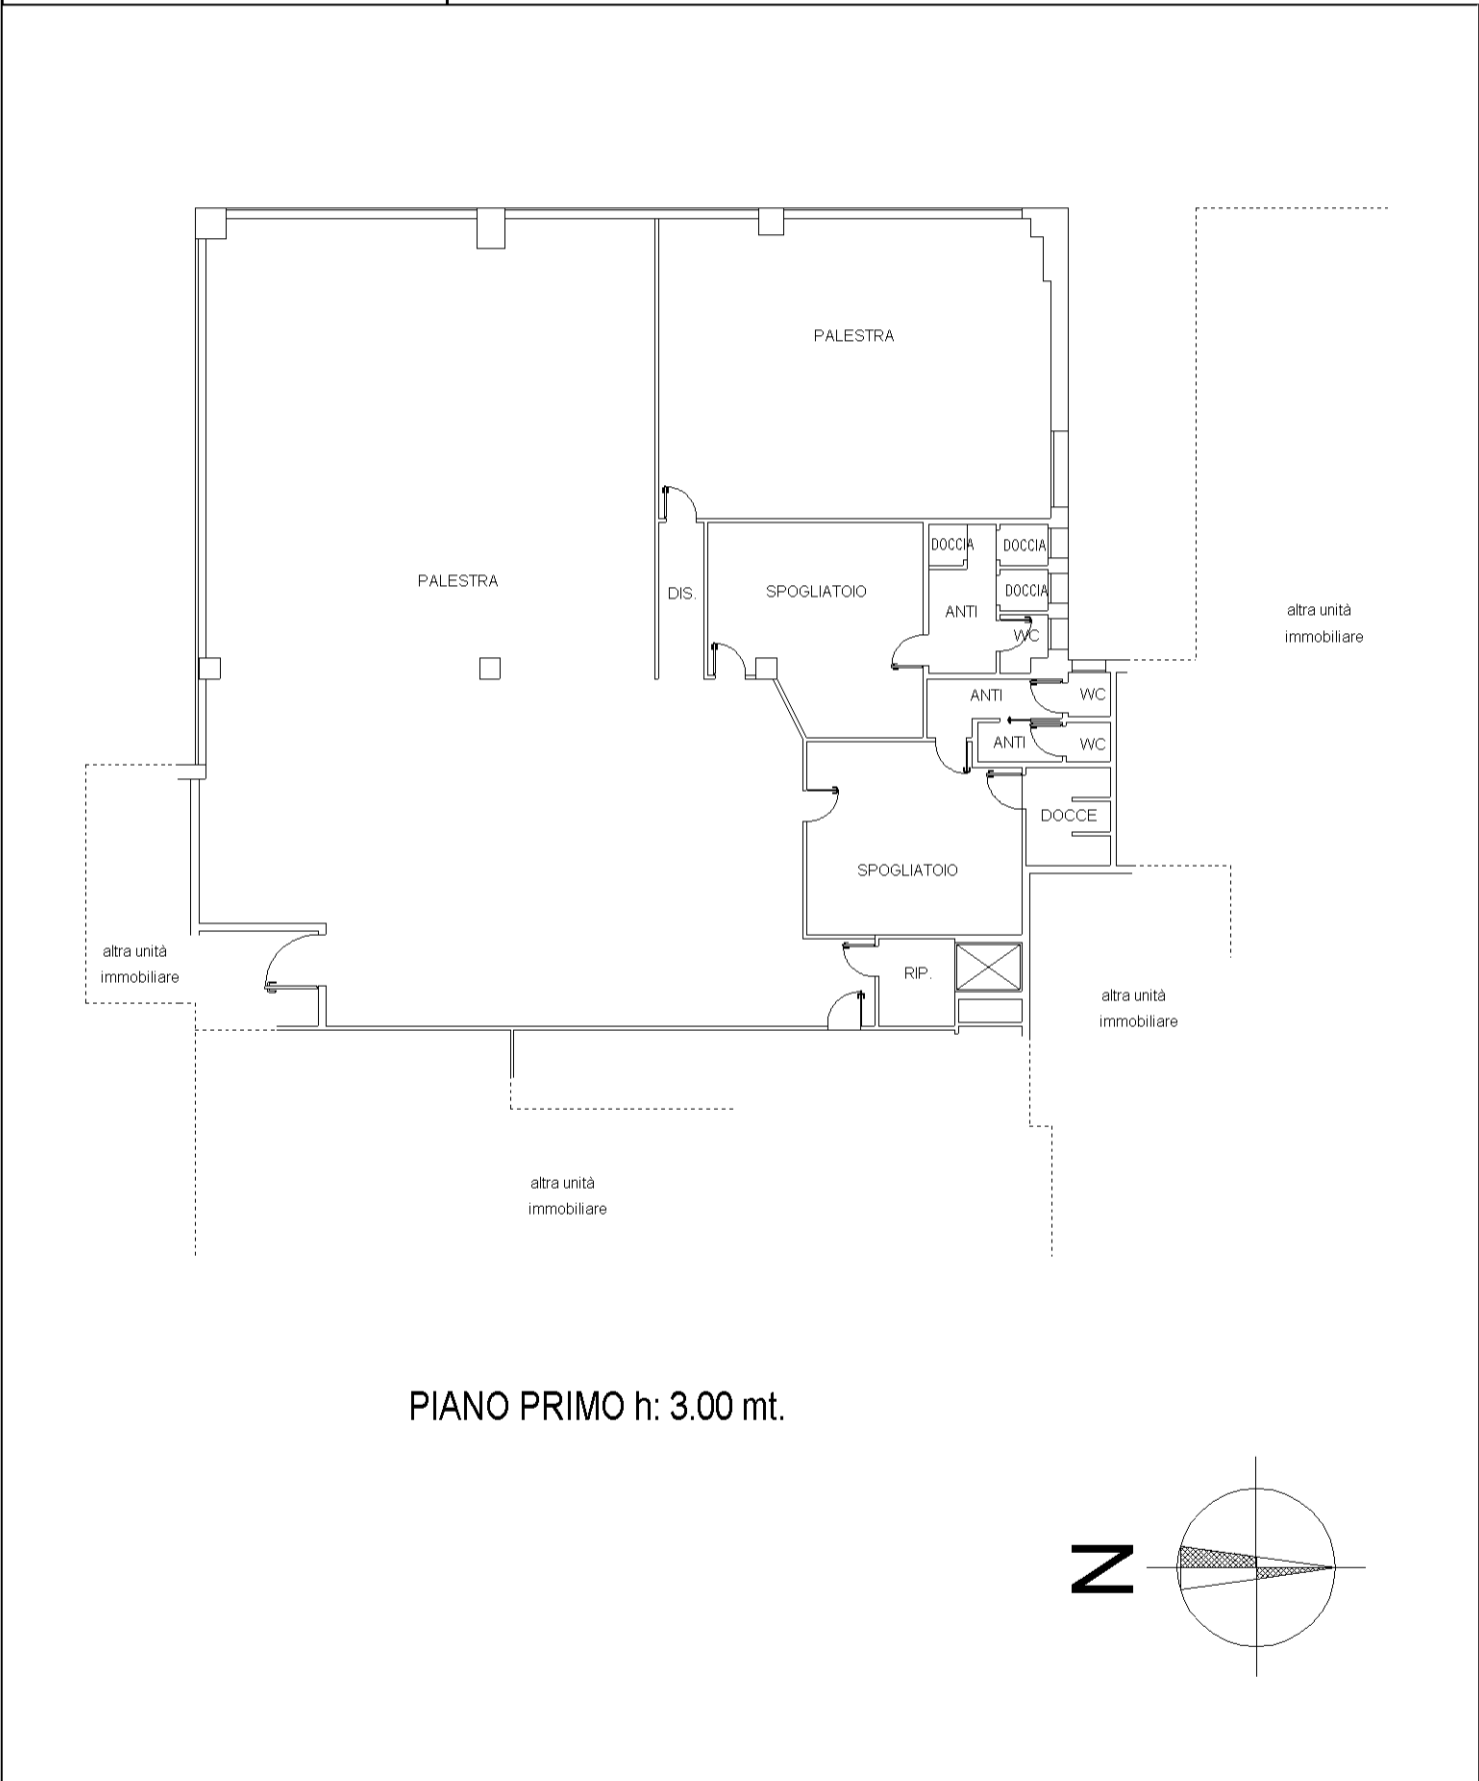 PALESTRA
DOCCIA
DOCCIA
PALESTRA
DIS.
SPOGLIATOIO
DOCCIA
ANTI
WC
altra unità
immobiliare
ANTI
WC
ANTI
WC
DOCCE
SPOGLIATOIO
altra unità
immobiliare
RIP.
altra unità
immobiliare
altra unità
immobiliare
PIANO PRIMO h: 3.00 mt.
N